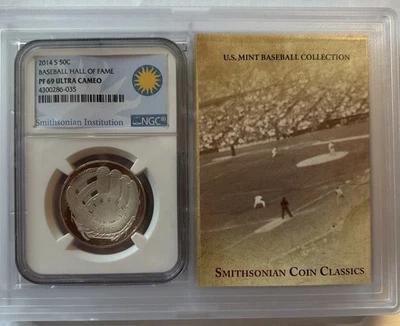 2014 S 50C
BASEBALL HALL OF FAME
PF 69 ULTRA CAMEO
4300286-035
Smithsonian Institution
NGC®
U.S. MINT BASEBALL COLLECTION
SMITHSONIAN COIN CLASSICS